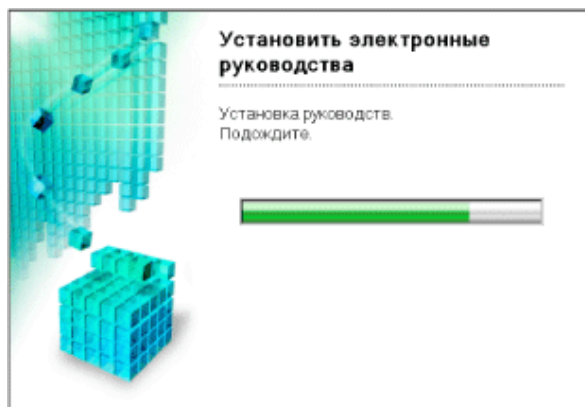 Установить электронные
руководства
Установка руководств.
Подождите.